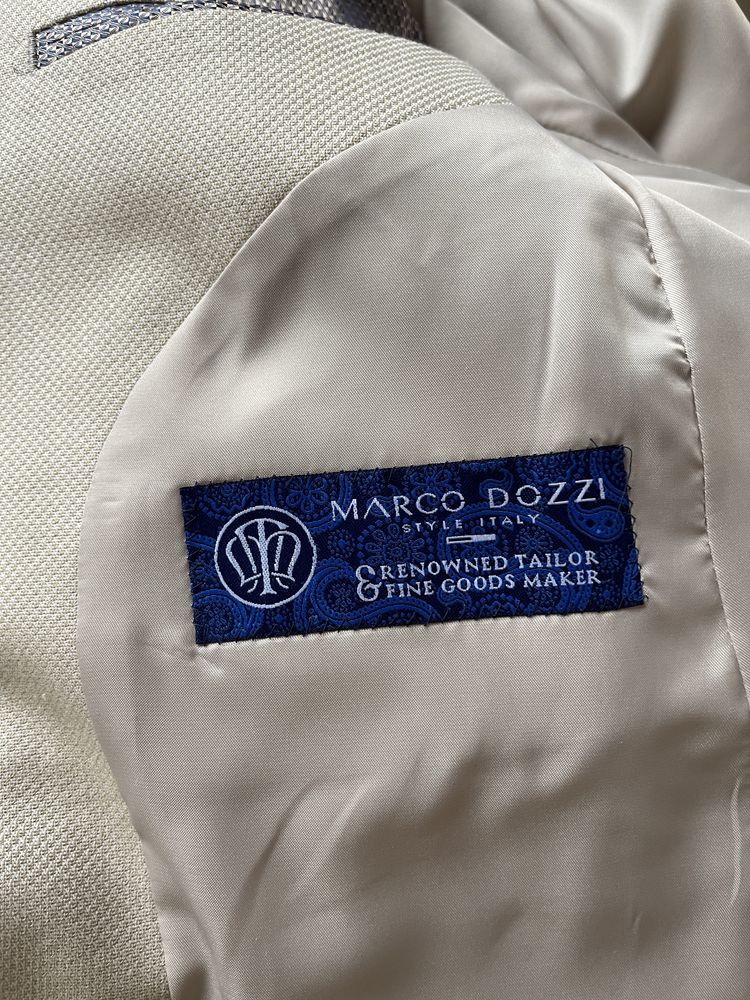 MARCO DOZZI
STYLE ITALY
& RENOWNED TAILOR
FINE GOODS MAKER